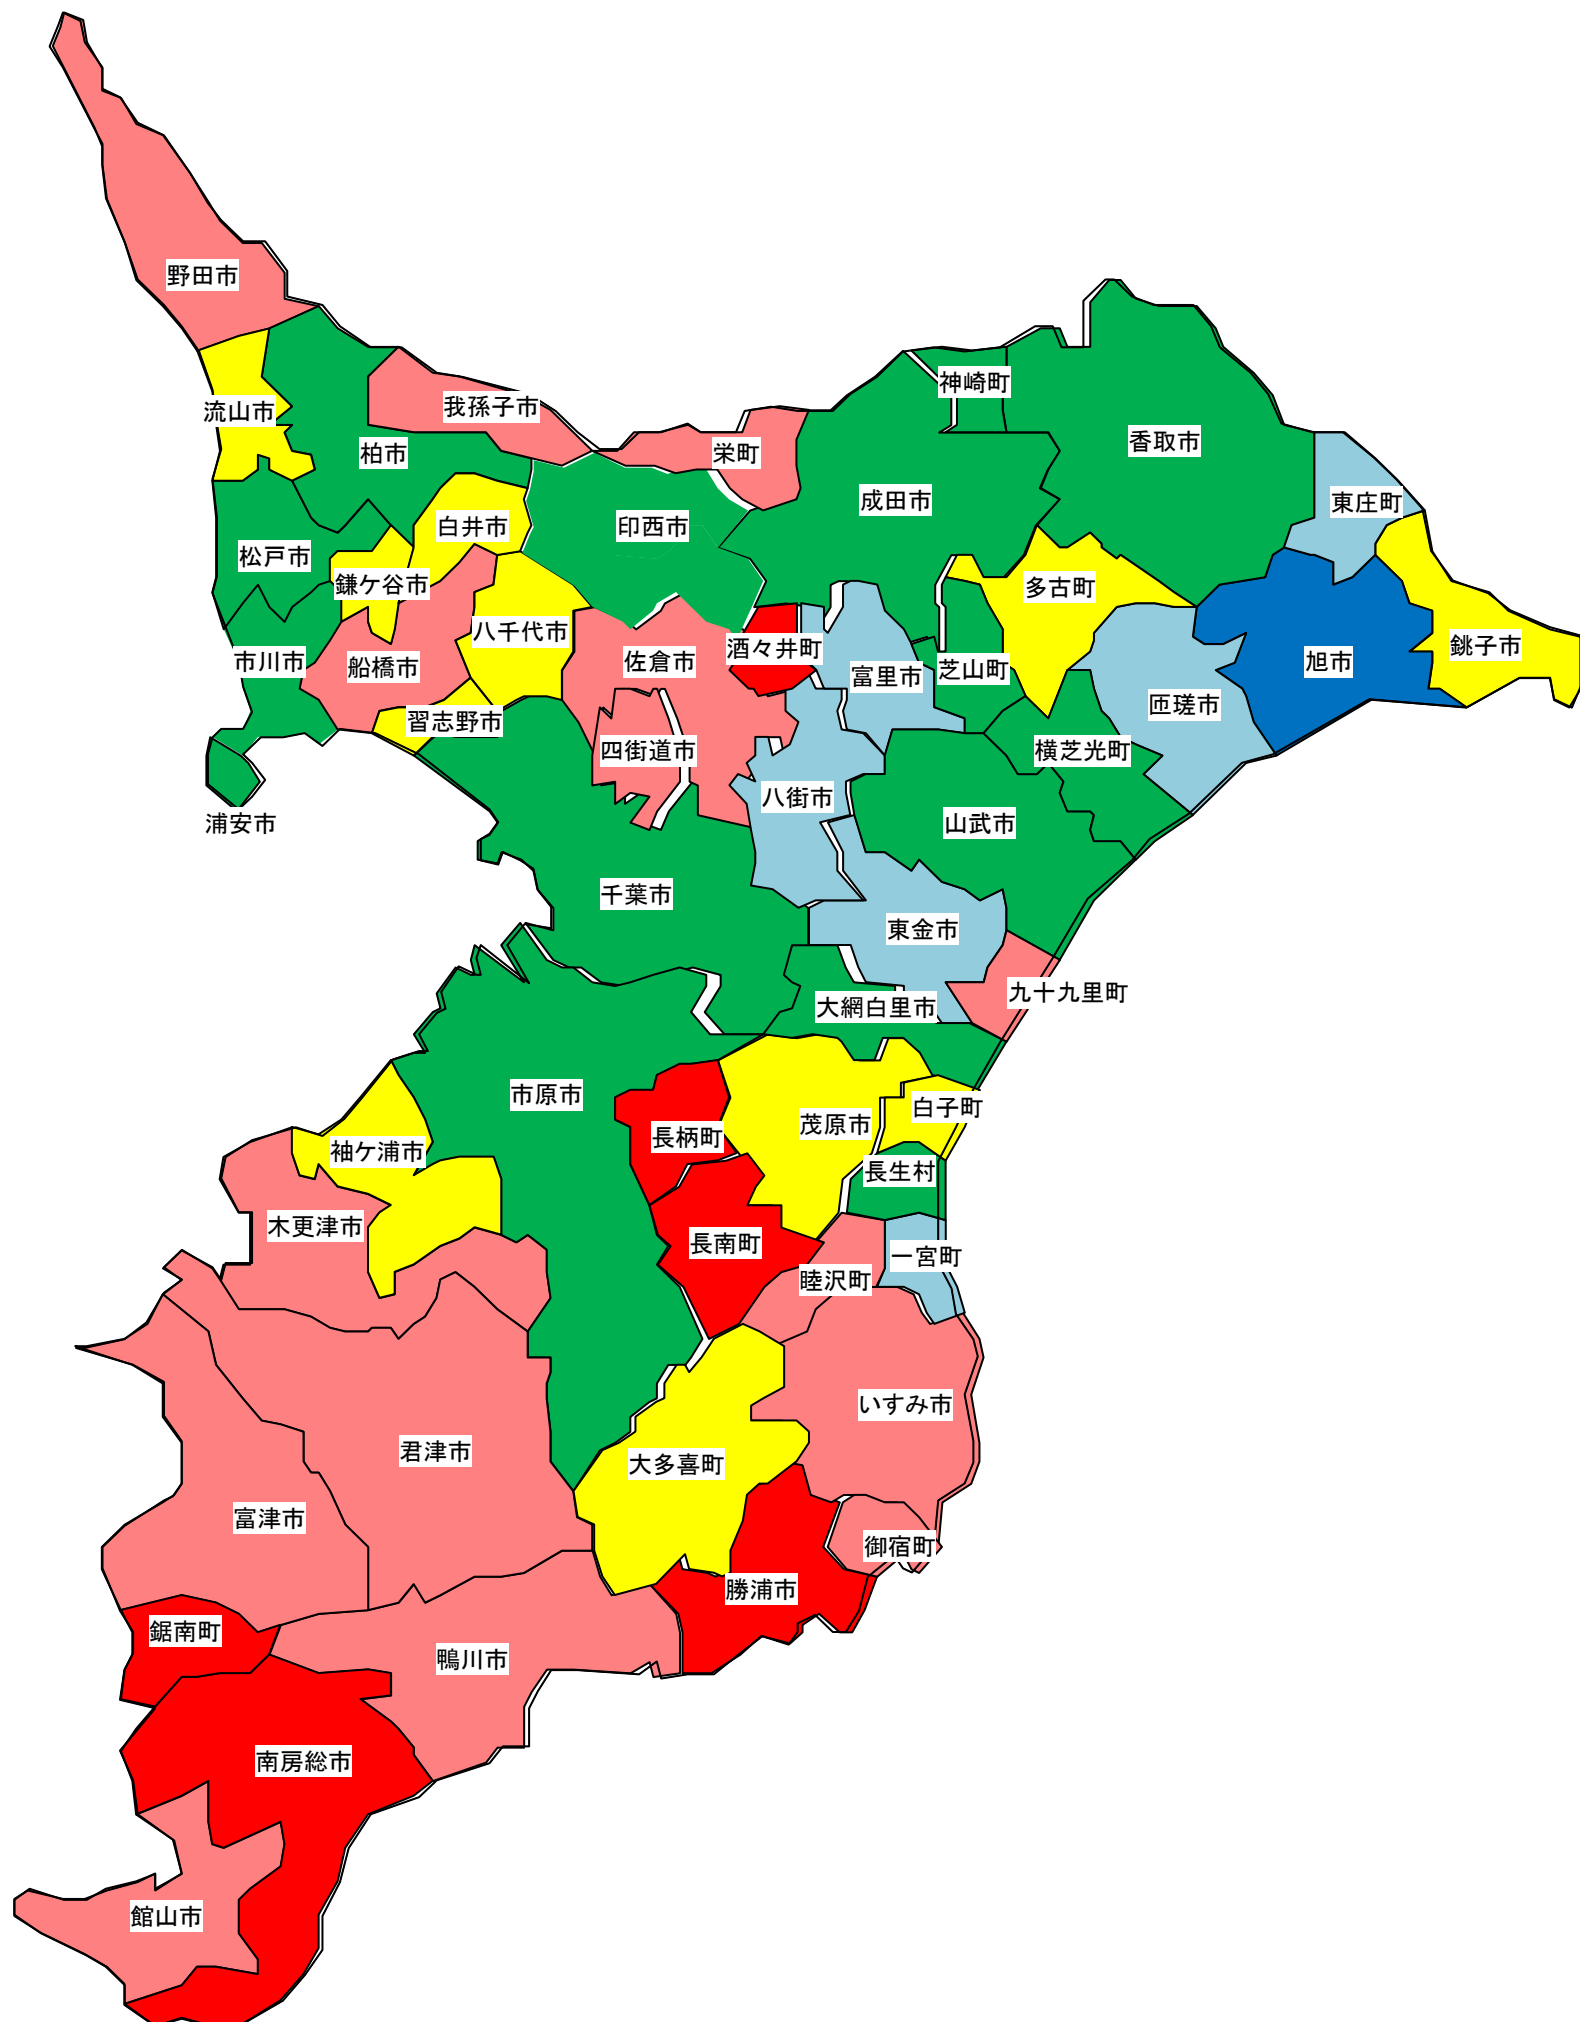 野田市
流山市
我孫子市
柏市
栄町
神崎町
香取市
成田市
東庄町
印西市
白井市
松戸市
鎌ケ谷市
多古町
八千代市
酒々井町
銚子市
市川市
船橋市
佐倉市
富里市
芝山町
旭市
匝瑳市
習志野市
四街道市
横芝光町
八街市
浦安市
山武市
千葉市
東金市
九十九里町
大網白里市
市原市
白子町
茂原市
長柄町
袖ケ浦市
長生村
木更津市
長南町
一宮町
睦沢町
いすみ市
君津市
大多喜町
富津市
御宿町
勝浦市
鋸南町
鴨川市
南房総市
館山市